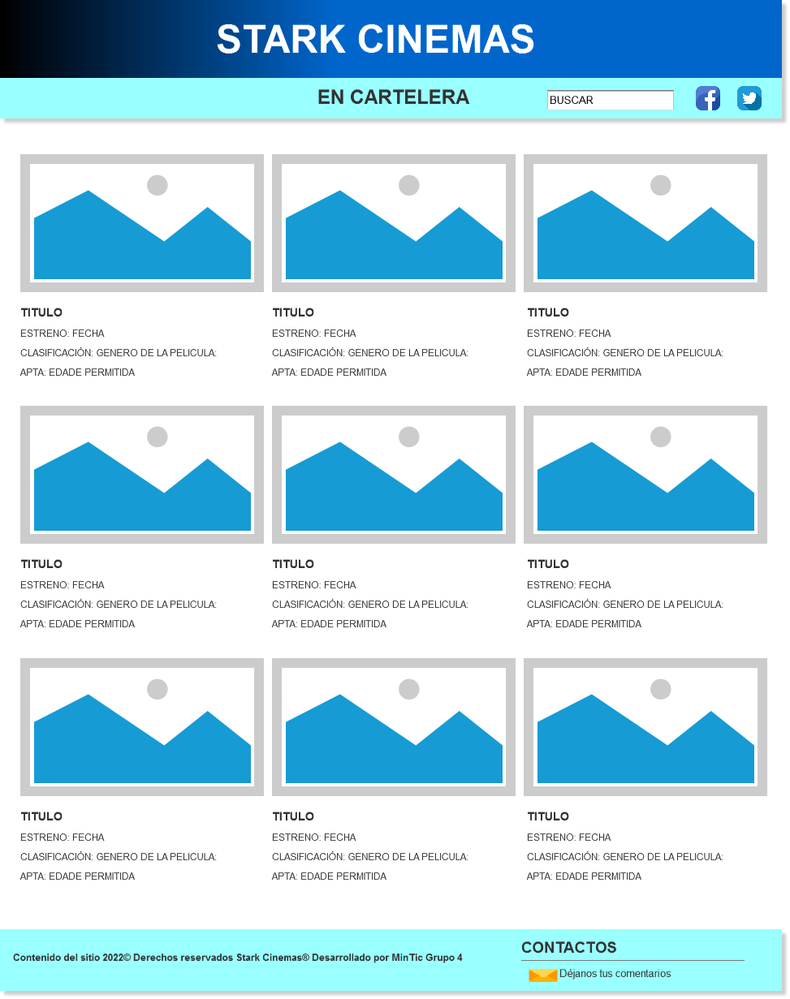 STARK CINEMAS
EN CARTELERA
BUSCAR
TITULO
ESTRENO: FECHA
CLASIFICACIÓN: GENERO DE LA PELICULA:
APTA: EDADE PERMITIDA
TITULO
ESTRENO: FECHA
CLASIFICACIÓN: GENERO DE LA PELICULA:
APTA: EDADE PERMITIDA
TITULO
ESTRENO: FECHA
CLASIFICACIÓN: GENERO DE LA PELICULA:
APTA: EDADE PERMITIDA
TITULO
ESTRENO: FECHA
CLASIFICACIÓN: GENERO DE LA PELICULA:
APTA: EDADE PERMITIDA
TITULO
ESTRENO: FECHA
CLASIFICACIÓN: GENERO DE LA PELICULA:
APTA: EDADE PERMITIDA
TITULO
ESTRENO: FECHA
CLASIFICACIÓN: GENERO DE LA PELICULA:
APTA: EDADE PERMITIDA
TITULO
ESTRENO: FECHA
CLASIFICACIÓN: GENERO DE LA PELICULA:
APTA: EDADE PERMITIDA
TITULO
ESTRENO: FECHA
CLASIFICACIÓN: GENERO DE LA PELICULA:
APTA: EDADE PERMITIDA
TITULO
ESTRENO: FECHA
CLASIFICACIÓN: GENERO DE LA PELICULA:
APTA: EDADE PERMITIDA
Contenido del sitio 2022© Derechos reservados Stark Cinemas® Desarrollado por MinTic Grupo 4
CONTACTOS
Déjanos tus comentarios